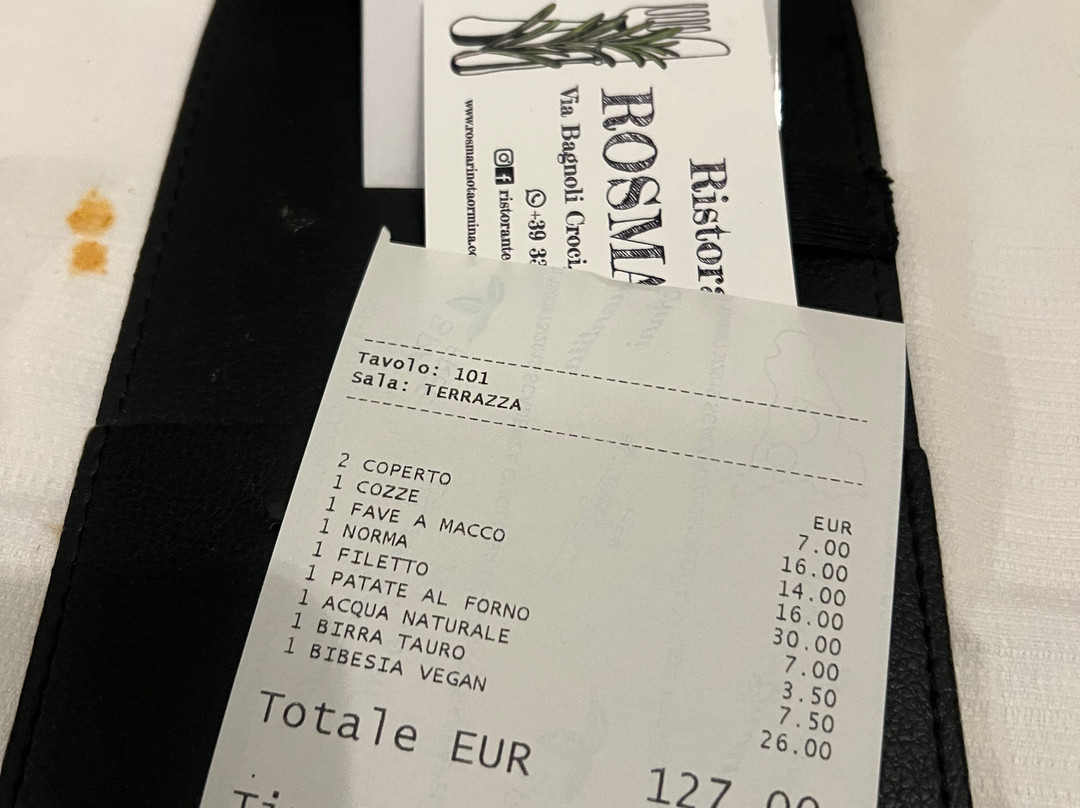 Ristora
ROSMA
Via Bagnoli Croci
+39 33
ristorante
www.rosmarinotaormina.co
Tavolo: 101
Sala: TERRAZZA
EUR
2 COPERTO 7.00
1 COZZE 16.00
1 FAVE A MACCO 14.00
1 NORMA 16.00
1 FILETTO 30.00
1 PATATE AL FORNO 7.00
1 ACQUA NATURALE 3.50
1 BIRRA TAURO 7.50
1 BIBESIA VEGAN 26.00
Totale EUR 127.00